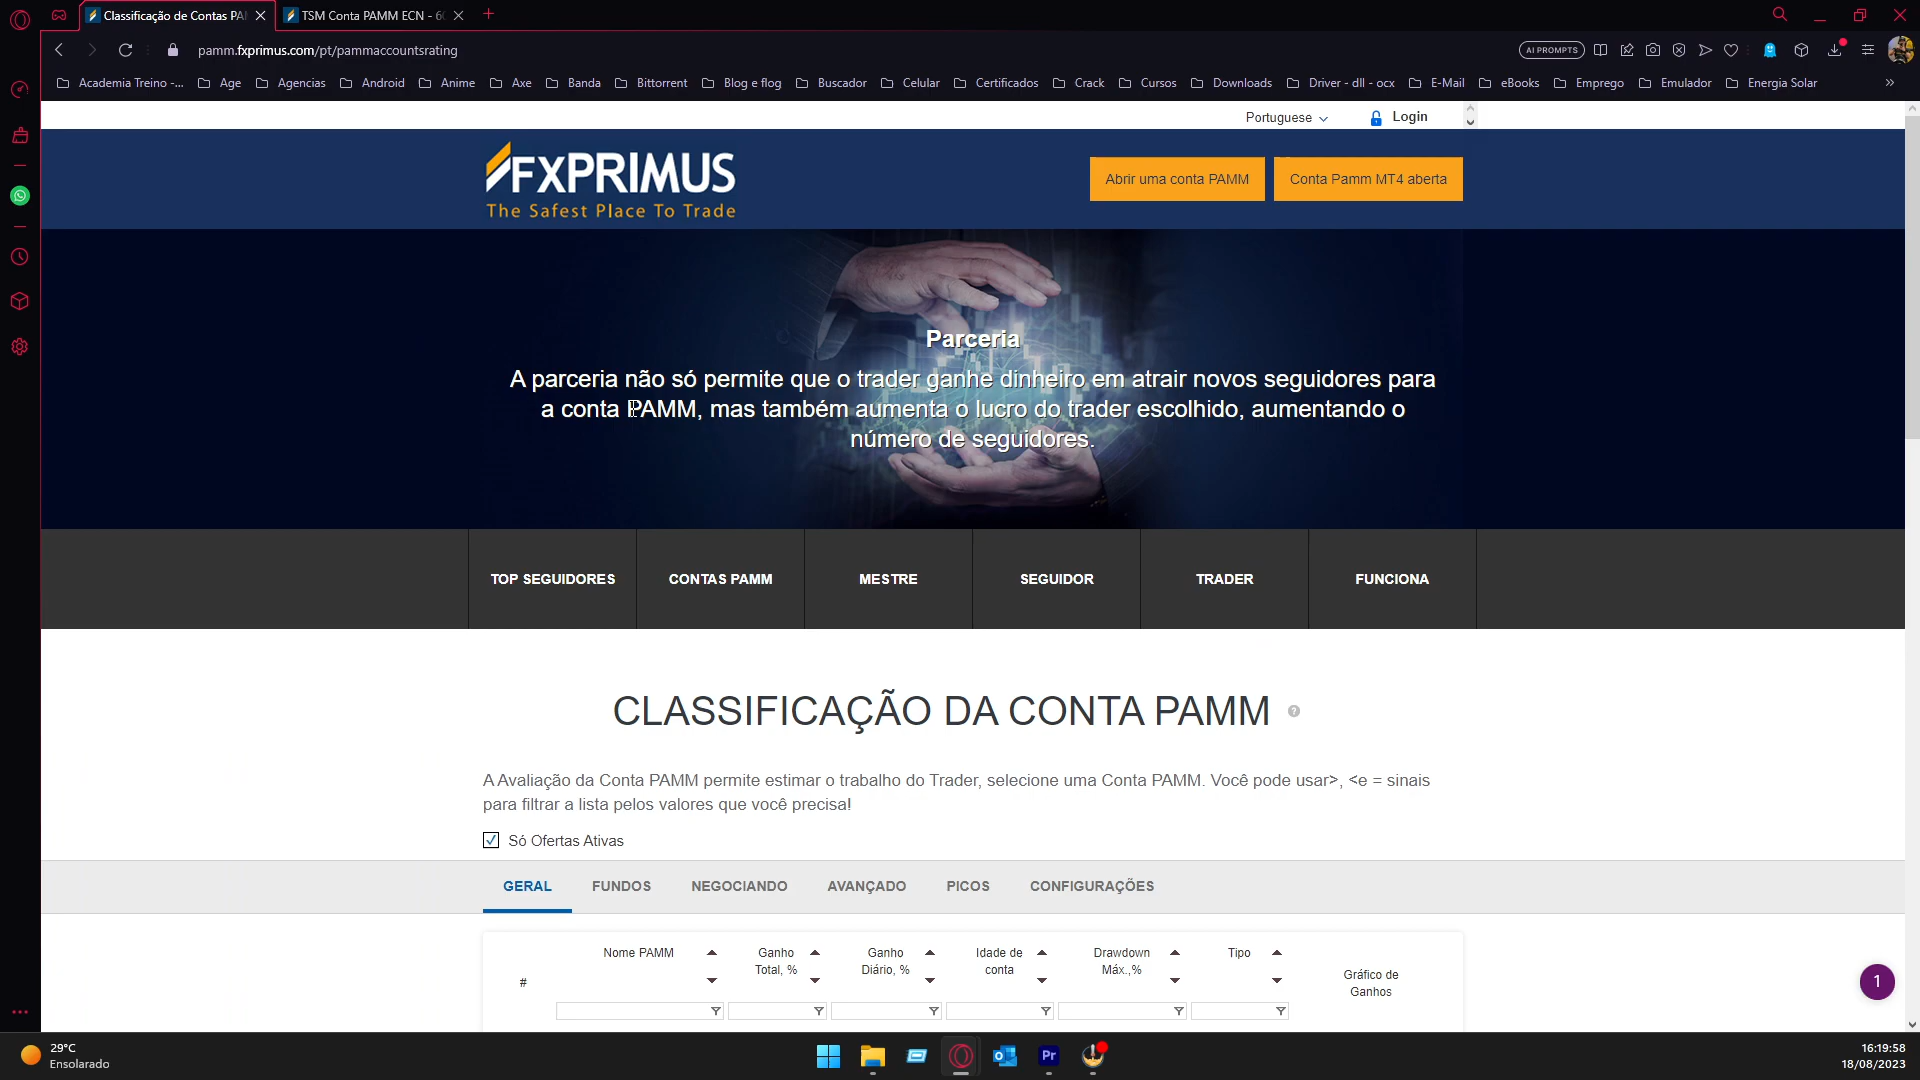 Classificação de Contas PA
TSM Conta PAMM ECN - 60
pamm.fxprimus.com/pt/pammaccountsrating
AI PROMPTS
Academia Treino -...
Age
Agencias
Android
Anime
Axe
Banda
Bittorrent
Blog e flog
Buscador
Celular
Certificados
Crack
Cursos
Downloads
Driver - dll - ocx
E-Mail
eBooks
Emprego
Emulador
Energia Solar
Portuguese
Login
FXPRIMUS
The Safest Place To Trade
Abrir uma conta PAMM
Conta Pamm MT4 aberta
Parceria
A parceria não só permite que o trader ganhe dinheiro em atrair novos seguidores para
a conta PAMM, mas também aumenta o lucro do trader escolhido, aumentando o
número de seguidores.
TOP SEGUIDORES
CONTAS PAMM
MESTRE
SEGUIDOR
TRADER
FUNCIONA
CLASSIFICAÇÃO DA CONTA PAMM
?
A Avaliação da Conta PAMM permite estimar o trabalho do Trader, selecione uma Conta PAMM. Você pode usar>, <e = sinais
para filtrar a lista pelos valores que você precisa!
Só Ofertas Ativas
GERAL
FUNDOS
NEGOCIANDO
AVANÇADO
PICOS
CONFIGURAÇÕES
#
Nome PAMM
Ganho
Total, %
Ganho
Diário, %
Idade de
conta
Drawdown
Máx.,%
Tipo
Gráfico de
Ganhos
1
29°C
Ensolarado
Pr
16:19:58
18/08/2023